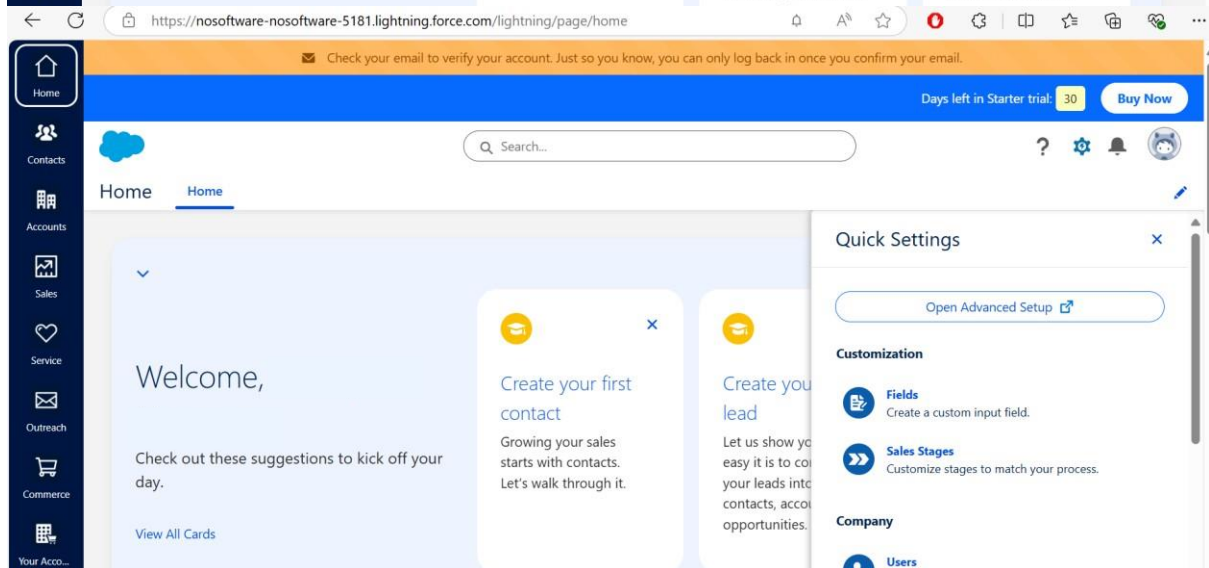 https://nosoftware-nosoftware-5181.lightning.force.com/lightning/page/home
Check your email to verify your account. Just so you know, you can only log back in once you confirm your email.
Days left in Starter trial: 30
Buy Now
Home
Contacts
Accounts
Sales
Service
Outreach
Commerce
Your Acco...
Search...
Home
Home
Welcome,
Check out these suggestions to kick off your
day.
View All Cards
Create your first
contact
Growing your sales
starts with contacts.
Let's walk through it.
Create you
lead
Let us show yo
easy it is to
your leads into
contacts,
opportunities.
Quick Settings
Open Advanced Setup
Customization
Fields
Create a custom input field.
Sales Stages
Customize stages to match your process.
Company
Users